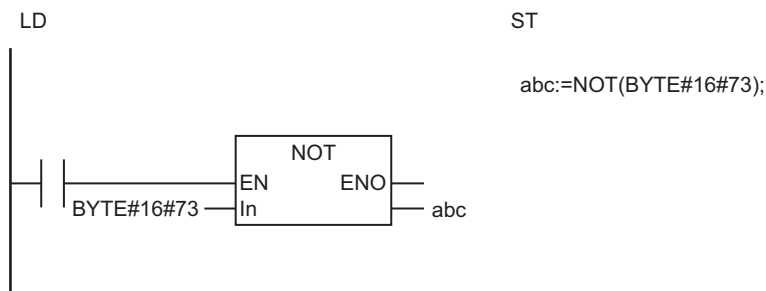 LD
ST
abc:=NOT(BYTE#16#73);
NOT
EN ENO
BYTE#16#73 In abc